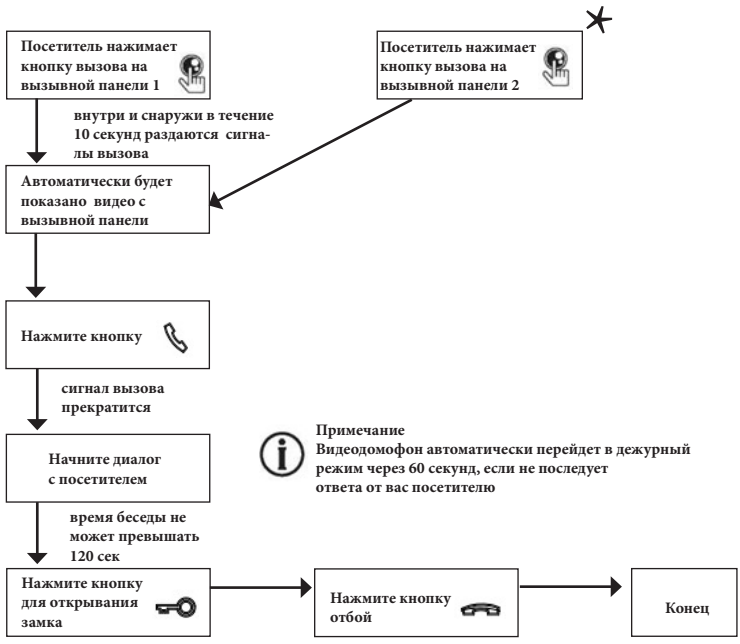 Посетитель нажимает
кнопку вызова на
вызывной панели 1
Посетитель нажимает
кнопку вызова на
вызывной панели 2
внутри и снаружи в течение
10 секунд раздаются сигна-
лы вызова
Автоматически будет
показано видео с
вызывной панели
Нажмите кнопку
сигнал вызова
прекратится
Начните диалог
с посетителем
Примечание
Видеодомофон автоматически перейдет в дежурный
режим через 60 секунд, если не последует
ответа от вас посетителю
время беседы не
может превышать
120 сек
Нажмите кнопку
для открывания
замка
Нажмите кнопку
отбой
Конец